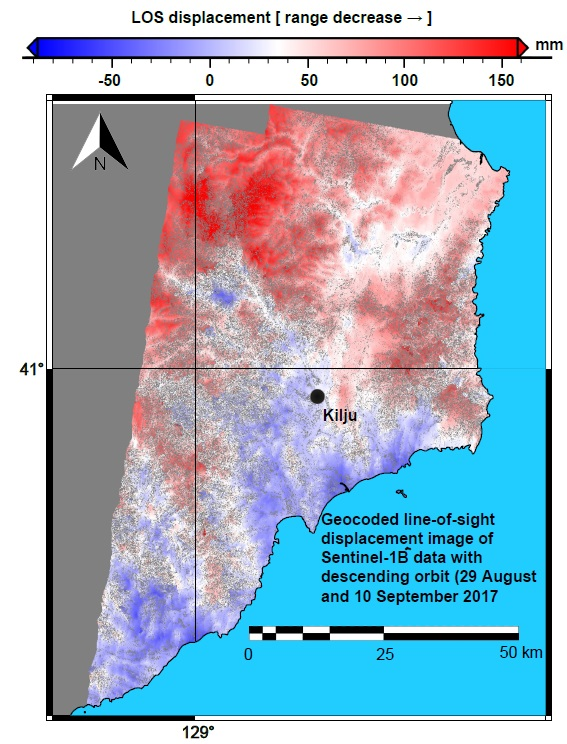 LOS displacement [ range decrease → ]
mm
-50 0 50 100 150
N
41°
Kilju
Geocoded line-of-sight
displacement image of
Sentinel-1B data with
descending orbit (29 August
and 10 September 2017
0 25 50 km
129°